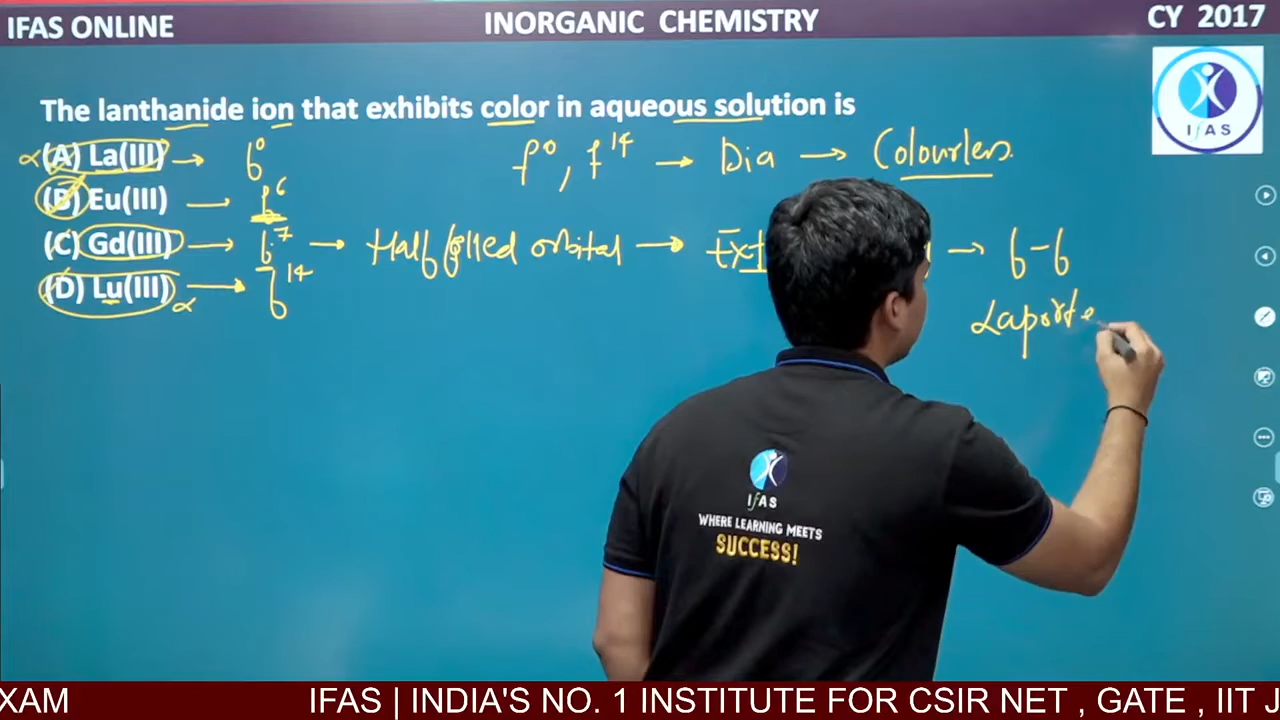 IFAS ONLINE
INORGANIC CHEMISTRY
CY 2017
IFAS
The lanthanide ion that exhibits color in aqueous solution is
(A) La(III) → f⁰
f⁰, f¹⁴ → Dia → Colourless.
(B) Eu(III) → f⁶
(C) Gd(III) → f⁷ → Half filled orbital → → f-f
Laporte
(D) Lu(III) → f¹⁴
IFAS
WHERE LEARNING MEETS
SUCCESS!
XAM IFAS | INDIA'S NO. 1 INSTITUTE FOR CSIR NET , GATE , IIT J